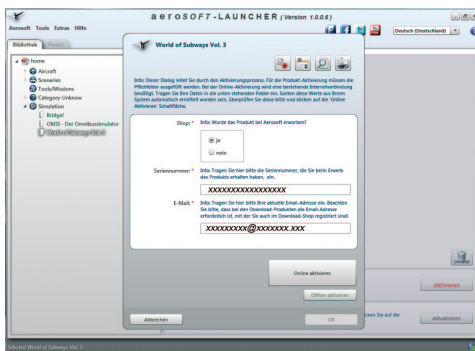 aeroSOFT-LAUNCHER (Version 1.0.0.6)
Aerosoft Tools Extras Hilfe
Deutsch (Deutschland)
Bibliothek
home
Aircraft
Sceneries
Tools/Missions
Category-Unknow
Simulation
Bridge!
OMSI - Der Omnibussimulator
World of Subways Vol. 3
World of Subways Vol. 3
Info: Dieser Dialog leitet Sie durch den Aktivierungsprozess. Für die Produkt-Aktivierung müssen die
Pflichfelder ausgefüllt werden. Bei der Online-Aktivierung wird eine bestehende Internetverbindung
benötigt. Tragen Sie Ihre Daten in die unten stehenden Felder ein. Sollten diese Werte aus Ihrem
System automatisch ermittelt worden sein, überprüfen Sie diese bitte und klicken auf die 'Online
Aktivieren' Schaltfläche.
Shop: * Info: Wurde das Produkt bei Aerosoft erworben?
ja
nein
Seriennummer: * Info: Tragen Sie hier bitte die Seriennummer, die Sie beim Erwerb
des Produkts erhalten haben, ein.
XXXXXXXXXXXXXXXXX
E-Mail: * Info: Tragen Sie hier bitte Ihre aktuelle Email-Adresse ein. Beachten
Sie bitte, dass bei den Download-Produkten die Email-Adresse
erforderlich ist, mit der Sie auch im Download-Shop registriert sind!
XXXXXXXXX@XXXXXXX.XXX
Online aktivieren
Offline aktivieren
Abbrechen
OK
Uninstall
Aktivieren
icken Sie auf die
Aktualisieren
Selected World of Subways Vol. 3